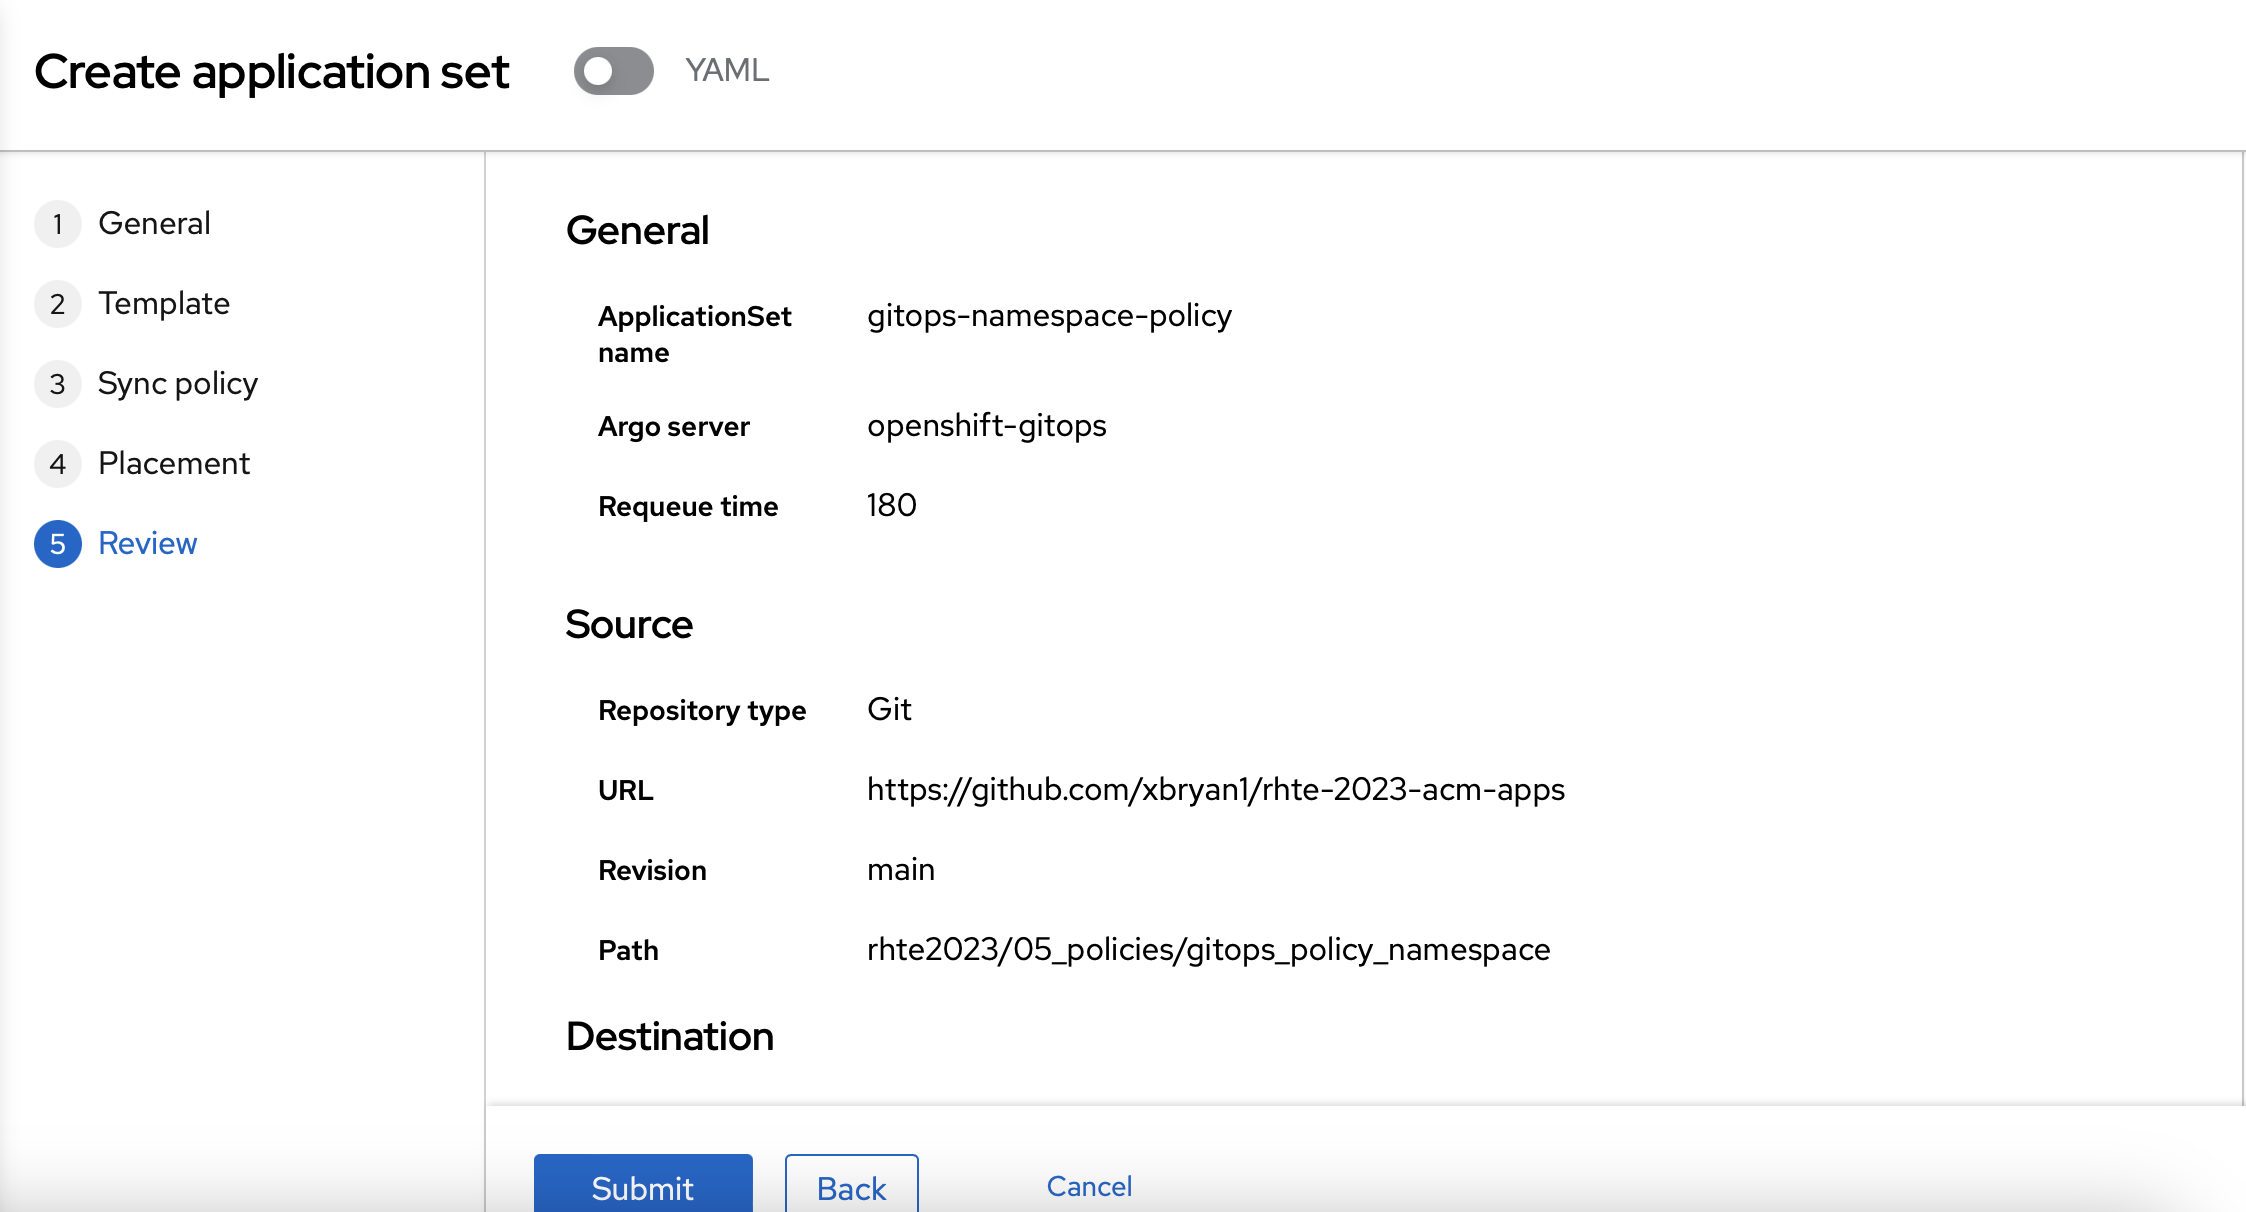 Create application set YAML
1 General
2 Template
3 Sync policy
4 Placement
5 Review
General
ApplicationSet name gitops-namespace-policy
Argo server openshift-gitops
Requeue time 180
Source
Repository type Git
URL https://github.com/xbryan1/rhte-2023-acm-apps
Revision main
Path rhte2023/05_policies/gitops_policy_namespace
Destination
Submit Back Cancel